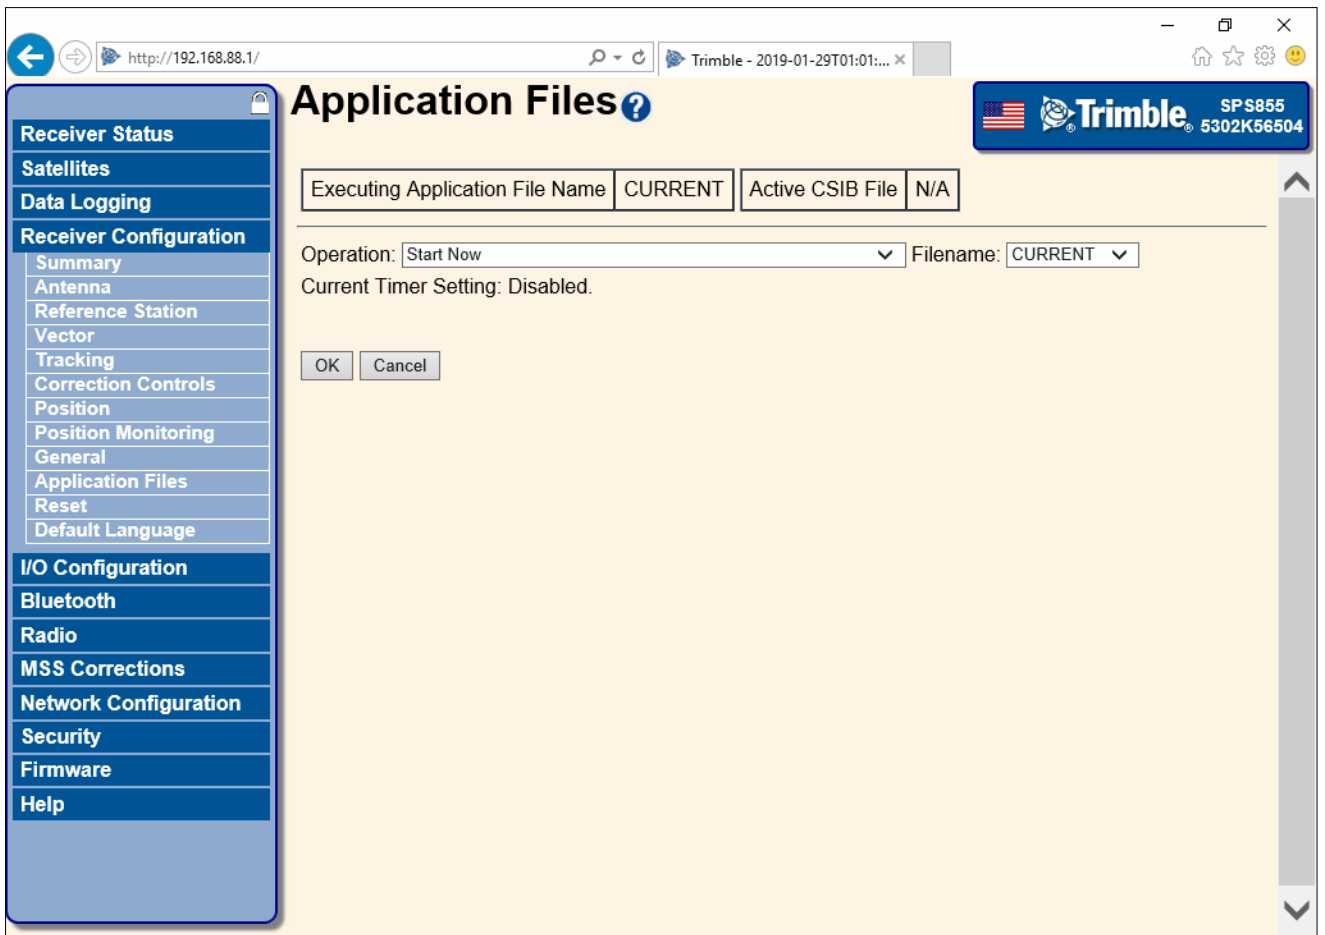 http://192.168.88.1/
Trimble - 2019-01-29T01:01:...
Receiver Status
Satellites
Data Logging
Receiver Configuration
Summary
Antenna
Reference Station
Vector
Tracking
Correction Controls
Position
Position Monitoring
General
Application Files
Reset
Default Language
I/O Configuration
Bluetooth
Radio
MSS Corrections
Network Configuration
Security
Firmware
Help
Application Files
Trimble® SPS855
5302K56504
Executing Application File Name CURRENT Active CSIB File N/A
Operation: Start Now Filename: CURRENT
Current Timer Setting: Disabled.
OK Cancel